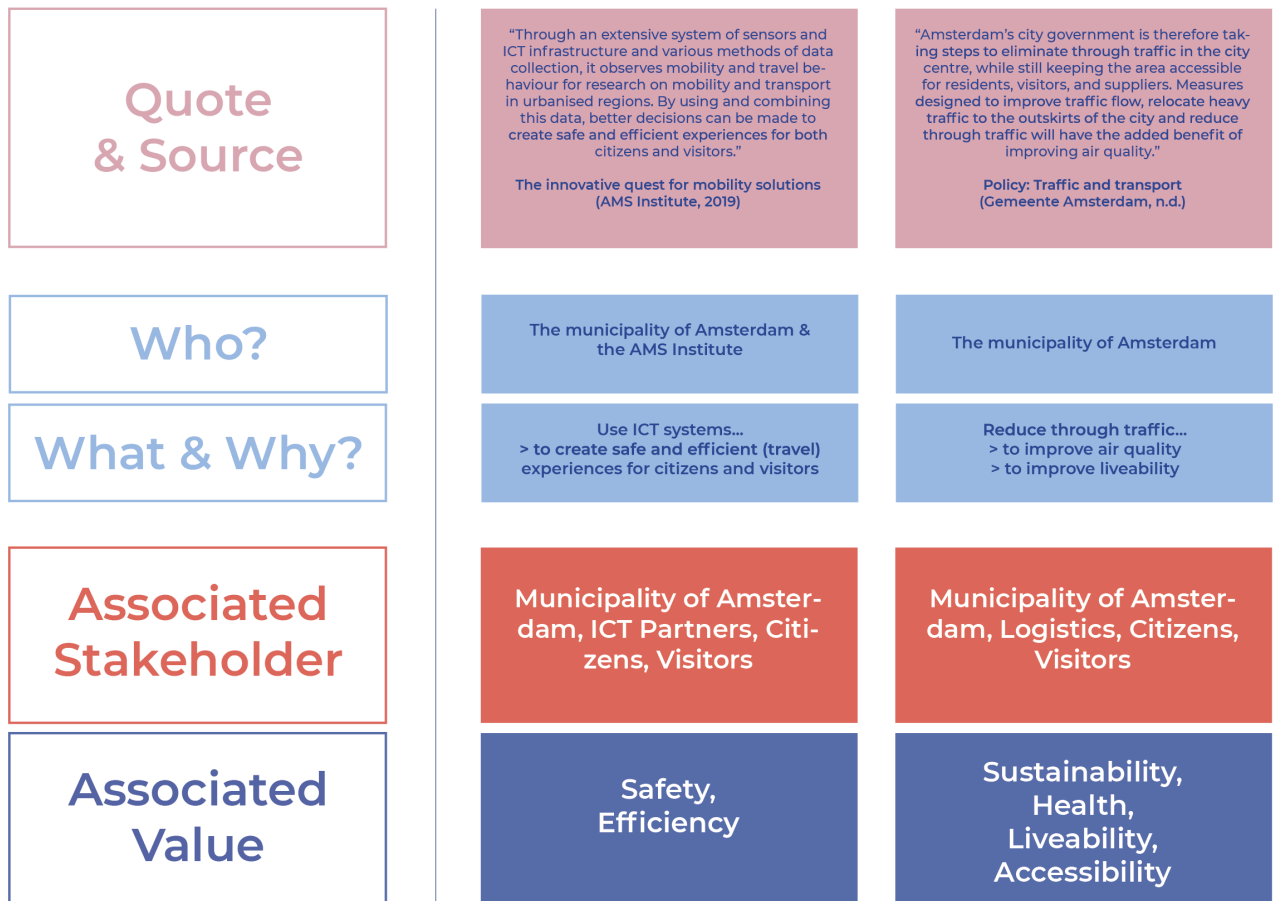 Quote
& Source
“Through an extensive system of sensors and
ICT infrastructure and various methods of data
collection, it observes mobility and travel be-
haviour for research on mobility and transport
in urbanised regions. By using and combining
this data, better decisions can be made to
create safe and efficient experiences for both
citizens and visitors.”
The innovative quest for mobility solutions
(AMS Institute, 2019)
“Amsterdam’s city government is therefore tak-
ing steps to eliminate through traffic in the city
centre, while still keeping the area accessible
for residents, visitors, and suppliers. Measures
designed to improve traffic flow, relocate heavy
traffic to the outskirts of the city and reduce
through traffic will have the added benefit of
improving air quality.”
Policy: Traffic and transport
(Gemeente Amsterdam, n.d.)
Who?
The municipality of Amsterdam &
the AMS Institute
The municipality of Amsterdam
What & Why?
Use ICT systems...
> to create safe and efficient (travel)
experiences for citizens and visitors
Reduce through traffic...
> to improve air quality
> to improve liveability
Associated
Stakeholder
Municipality of Amster-
dam, ICT Partners, Citi-
zens, Visitors
Municipality of Amster-
dam, Logistics, Citizens,
Visitors
Associated
Value
Safety,
Efficiency
Sustainability,
Health,
Liveability,
Accessibility